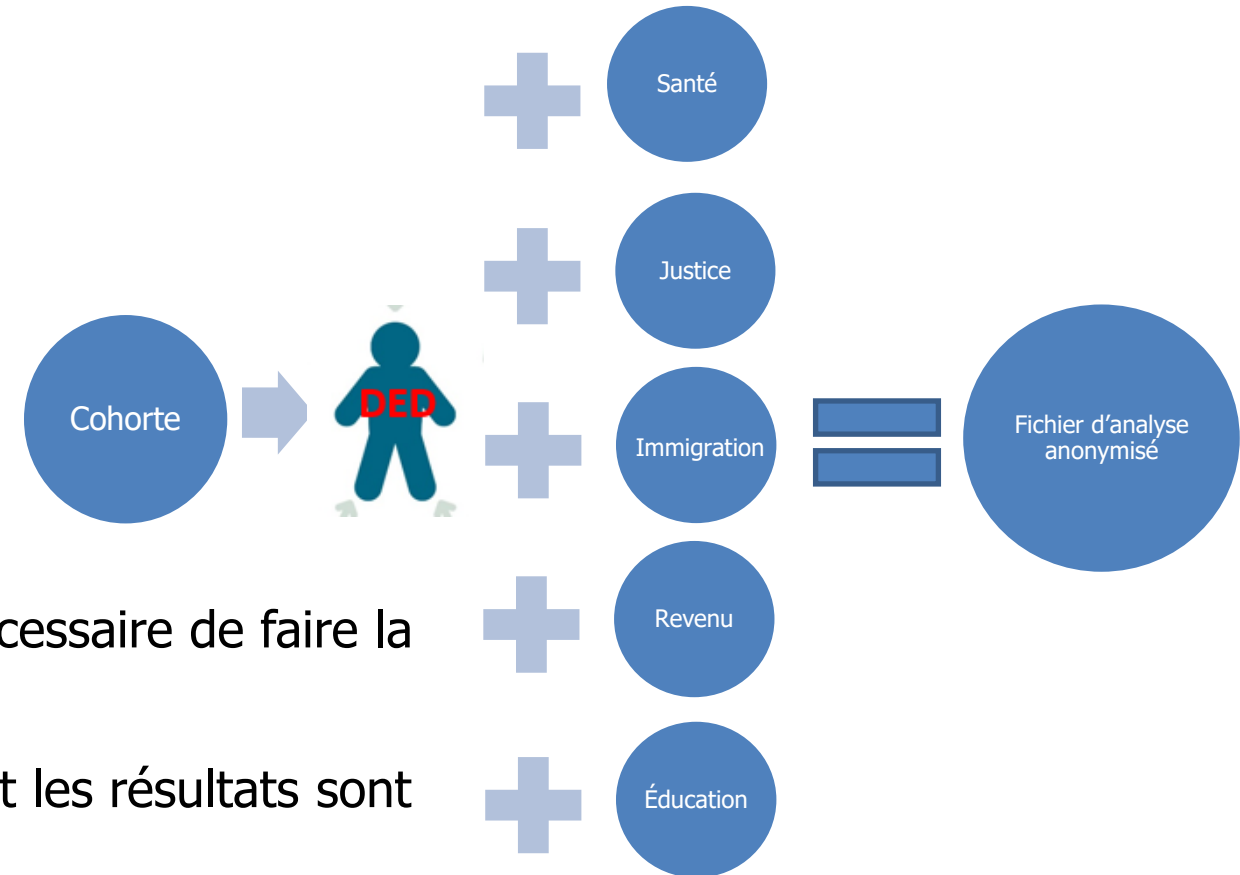 Santé
Justice
Cohorte
DED
Immigration
Fichier d'analyse
anonymisé
cessaire de faire la
Revenu
t les résultats sont
Éducation